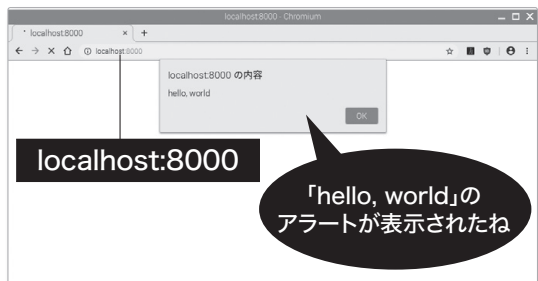 localhost:8000 - Chromium
localhost:8000
localhost:8000
localhost:8000 の内容
hello, world
OK
localhost:8000
「hello, world」の
アラートが表示されたね